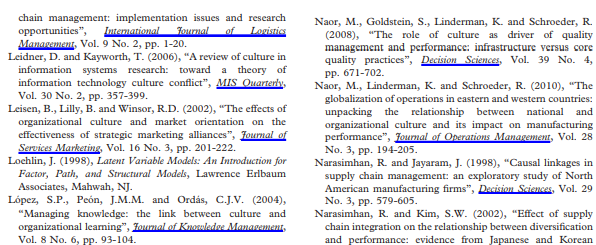 chain management: implementation issues and research
opportunities”, International Journal of Logistics
Management, Vol. 9 No. 2, pp. 1-20.
Leidner, D. and Kayworth, T. (2006), “A review of culture in
information systems research: toward a theory of
information technology culture conflict”, MIS Quarterly,
Vol. 30 No. 2, pp. 357-399.
Leisen, B., Lilly, B. and Winsor, R.D. (2002), “The effects of
organizational culture and market orientation on the
effectiveness of strategic marketing alliances”, Journal of
Services Marketing, Vol. 16 No. 3, pp. 201-222.
Loehlin, J. (1998), Latent Variable Models: An Introduction for
Factor, Path, and Structural Models, Lawrence Erlbaum
Associates, Mahwah, NJ.
López, S.P., Peón, J.M.M. and Ordás, C.J.V. (2004),
“Managing knowledge: the link between culture and
organizational learning”, Journal of Knowledge Management,
Vol. 8 No. 6, pp. 93-104.
Naor, M., Goldstein, S., Linderman, K. and Schroeder, R.
(2008), “The role of culture as driver of quality
management and performance: infrastructure versus core
quality practices”, Decision Sciences, Vol. 39 No. 4,
pp. 671-702.
Naor, M., Linderman, K. and Schroeder, R. (2010), “The
globalization of operations in eastern and western countries:
unpacking the relationship between national and
organizational culture and its impact on manufacturing
performance”, Journal of Operations Management, Vol. 28
No. 3, pp. 194-205.
Narasimhan, R. and Jayaram, J. (1998), “Causal linkages in
supply chain management: an exploratory study of North
American manufacturing firms”, Decision Sciences, Vol. 29
No. 3, pp. 579-605.
Narasimhan, R. and Kim, S.W. (2002), “Effect of supply
chain integration on the relationship between diversification
and performance: evidence from Japanese and Korean